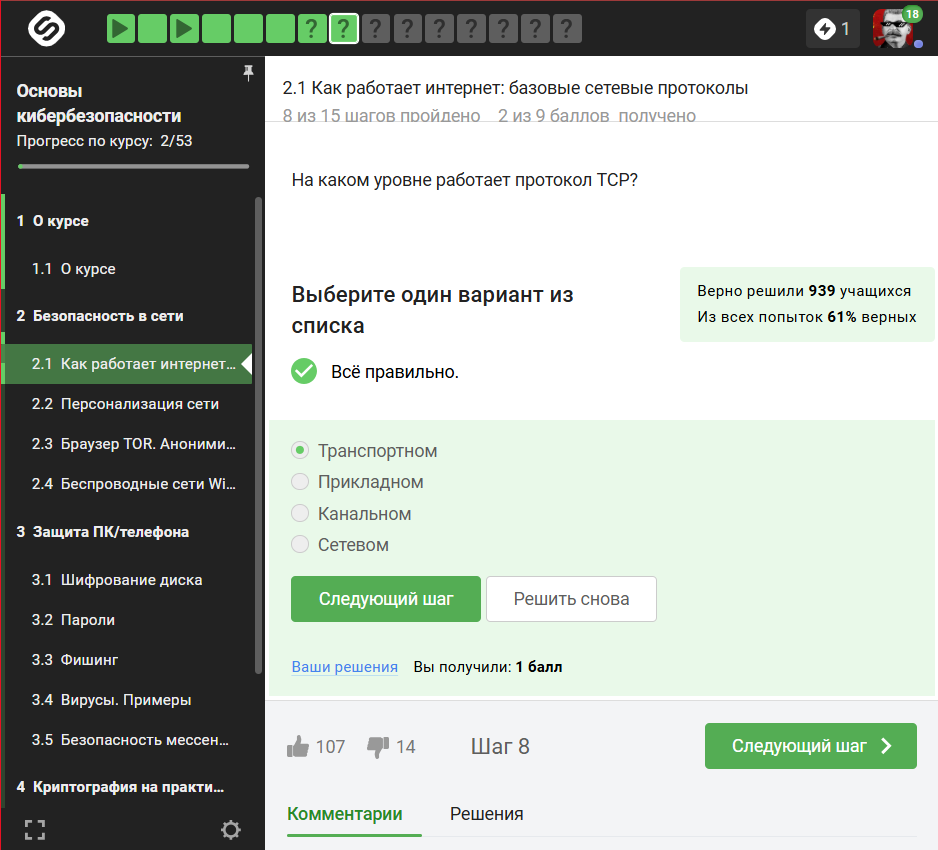 ? ? ? ? ? ? ? ? ?
1
18
Основы
кибербезопасности
Прогресс по курсу: 2/53
1 О курсе
1.1 О курсе
2 Безопасность в сети
2.1 Как работает интернет...
2.2 Персонализация сети
2.3 Браузер TOR. Аноними...
2.4 Беспроводные сети Wi...
3 Защита ПК/телефона
3.1 Шифрование диска
3.2 Пароли
3.3 Фишинг
3.4 Вирусы. Примеры
3.5 Безопасность мессен...
4 Криптография на практи...
2.1 Как работает интернет: базовые сетевые протоколы
8 из 15 шагов пройдено 2 из 9 баллов получено
На каком уровне работает протокол TCP?
Выберите один вариант из
списка
Верно решили 939 учащихся
Из всех попыток 61% верных
Всё правильно.
Транспортном
Прикладном
Канальном
Сетевом
Следующий шаг
Решить снова
Ваши решения Вы получили: 1 балл
107 14 Шаг 8
Следующий шаг
Комментарии Решения